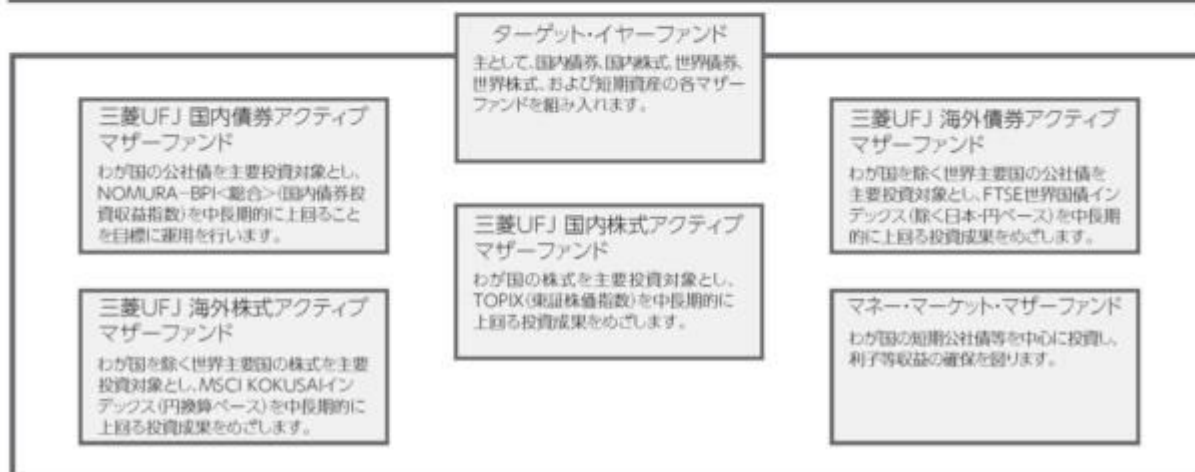 ターゲット・イヤーファンド
主として、国内債券、国内株式、世界債券、
世界株式、および短期資産の各マザー
ファンドを組み入れます。
三菱UFJ 国内債券アクティブ
マザーファンド
わが国の公社債を主要投資対象とし、
NOMURA-BPI<総合>(国内債券投
資収益指数)を中長期的に上回ること
を目標に運用を行います。
三菱UFJ 海外株式アクティブ
マザーファンド
わが国を除く世界主要国の株式を主要
投資対象とし、MSCI KOKUSAIイン
デックス(円換算ベース)を中長期的に
上回る投資成果をめざします。
三菱UFJ 国内株式アクティブ
マザーファンド
わが国の株式を主要投資対象とし、
TOPIX(東証株価指数)を中長期的に
上回る投資成果をめざします。
三菱UFJ 海外債券アクティブ
マザーファンド
わが国を除く世界主要国の公社債を
主要投資対象とし、FTSE世界国債イン
デックス(除く日本・円ベース)を中長期
的に上回る投資成果をめざします。
マネー・マーケット・マザーファンド
わが国の短期公社債等を中心に投資し、
利子等収益の確保を図ります。